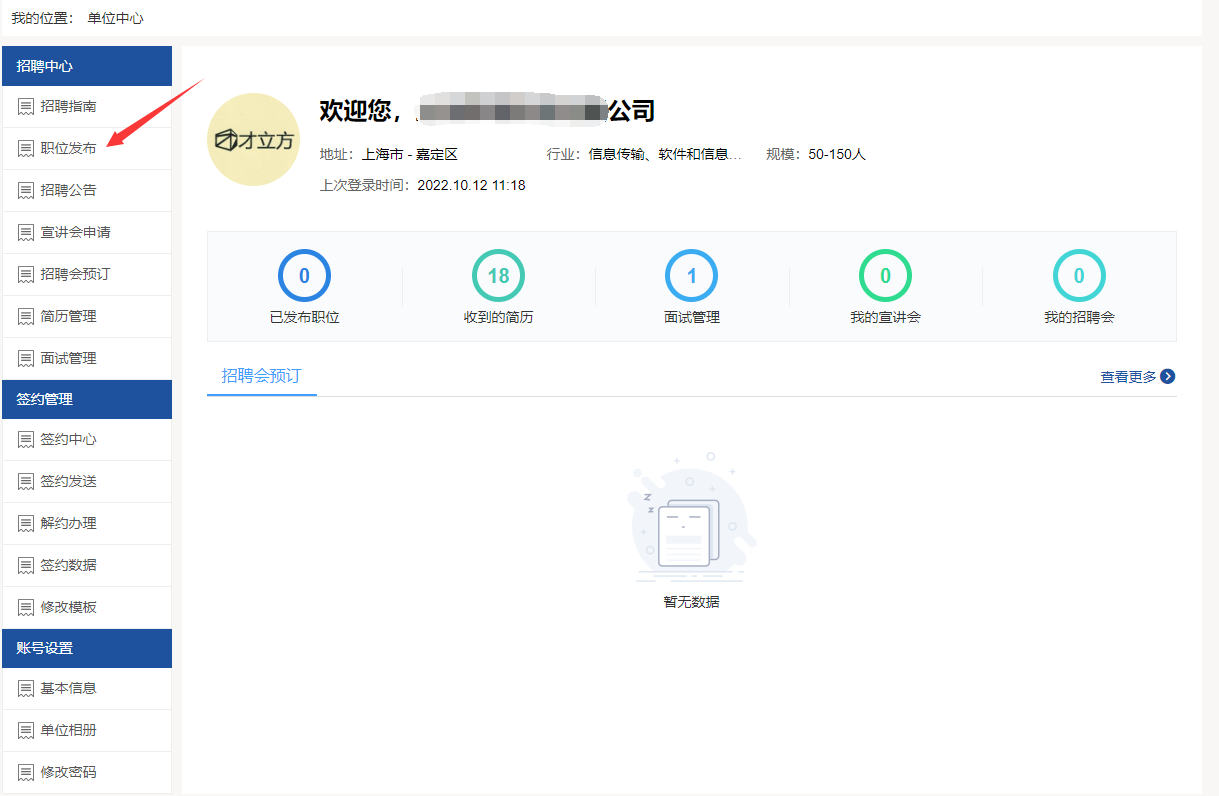 我的位置： 单位中心
招聘中心
招聘指南
职位发布
招聘公告
宣讲会申请
招聘会预订
简历管理
面试管理
签约管理
签约中心
签约发送
解约办理
签约数据
修改模板
账号设置
基本信息
单位相册
修改密码
才立方
欢迎您， 公司
地址： 上海市 - 嘉定区 行业： 信息传输、软件和信息… 规模： 50-150人
上次登录时间： 2022.10.12 11:18
0 18 1 0 0
已发布职位 收到的简历 面试管理 我的宣讲会 我的招聘会
招聘会预订 查看更多
z
z
暂无数据